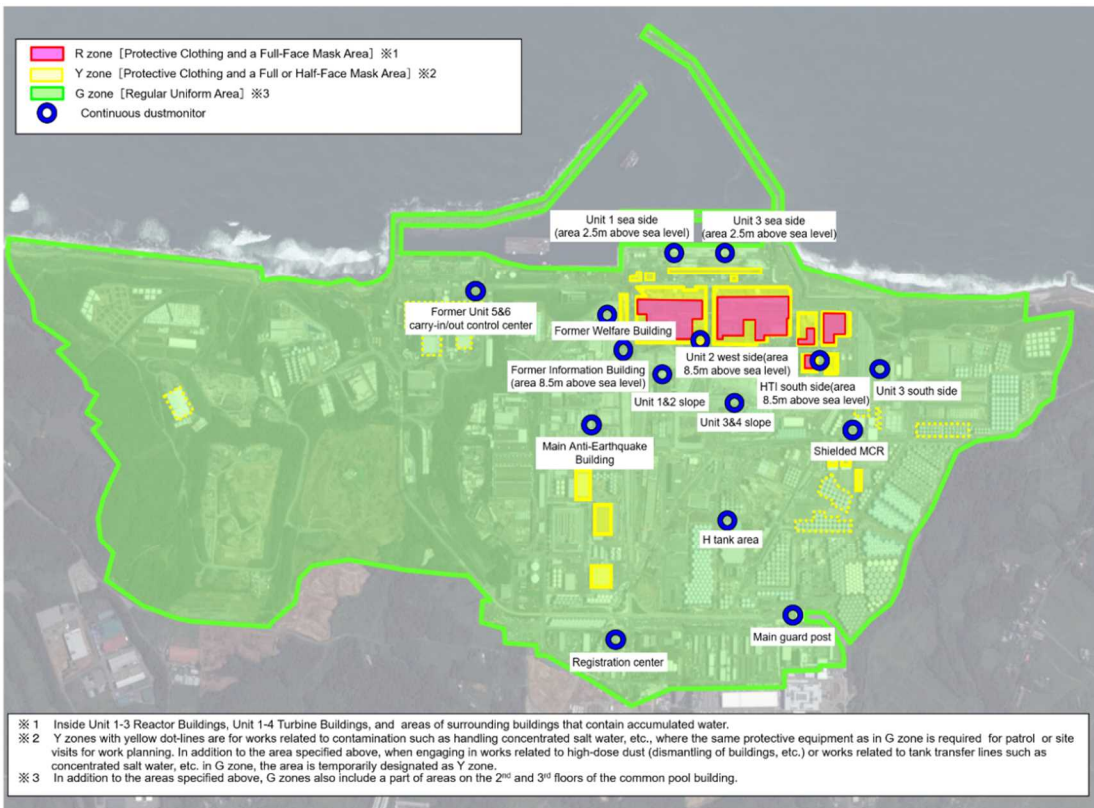 R zone [Protective Clothing and a Full-Face Mask Area] ※1
Y zone [Protective Clothing and a Full or Half-Face Mask Area] ※2
G zone [Regular Uniform Area] ※3
Continuous dustmonitor
Unit 1 sea side
(area 2.5m above sea level)
Unit 3 sea side
(area 2.5m above sea level)
Former Unit 5&6
carry-in/out control center
Former Welfare Building
Former Information Building
(area 8.5m above sea level)
Unit 2 west side(area
8.5m above sea level)
HTI south side(area
8.5m above sea level)
Unit 3 south side
Unit 1&2 slope
Unit 3&4 slope
Main Anti-Earthquake
Building
Shielded MCR
H tank area
Main guard post
Registration center
※ 1 Inside Unit 1-3 Reactor Buildings, Unit 1-4 Turbine Buildings, and areas of surrounding buildings that contain accumulated water.
※ 2 Y zones with yellow dot-lines are for works related to contamination such as handling concentrated salt water, etc., where the same protective equipment as in G zone is required for patrol or site
visits for work planning. In addition to the area specified above, when engaging in works related to high-dose dust (dismantling of buildings, etc.) or works related to tank transfer lines such as
concentrated salt water, etc. in G zone, the area is temporarily designated as Y zone.
※ 3 In addition to the areas specified above, G zones also include a part of areas on the 2nd and 3rd floors of the common pool building.